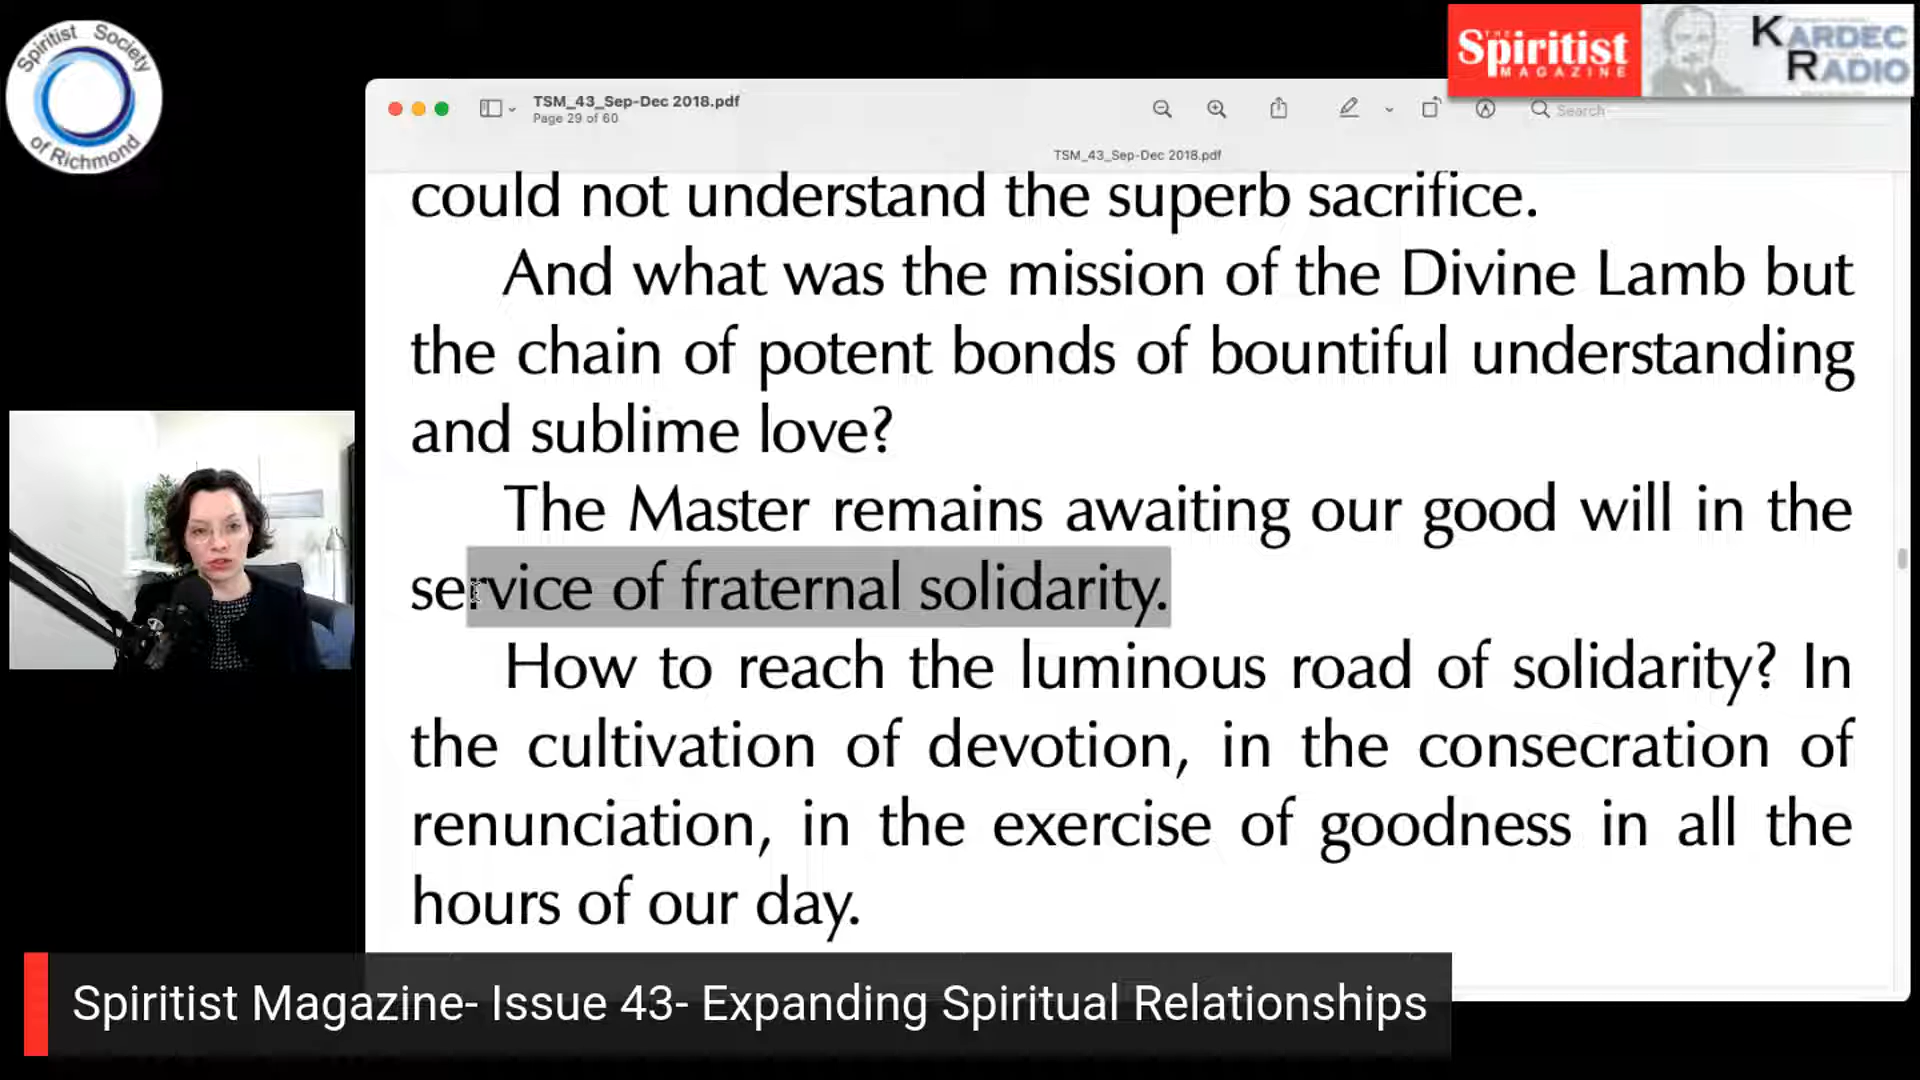 Spiritist Society
of Richmond
THE
Spiritist
MAGAZINE
KARDEC
RADIO
TSM_43_Sep-Dec 2018.pdf
Page 29 of 60
Search
TSM_43_Sep-Dec 2018.pdf
could not understand the superb sacrifice.
And what was the mission of the Divine Lamb but
the chain of potent bonds of bountiful understanding
and sublime love?
The Master remains awaiting our good will in the
service of fraternal solidarity.
How to reach the luminous road of solidarity? In
the cultivation of devotion, in the consecration of
renunciation, in the exercise of goodness in all the
hours of our day.
Spiritist Magazine- Issue 43- Expanding Spiritual Relationships